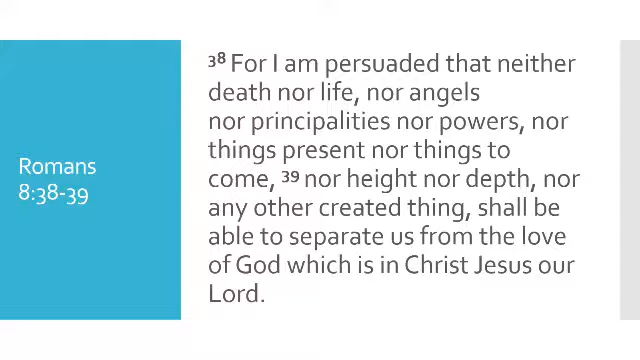 Romans
8:38-39
38 For I am persuaded that neither
death nor life, nor angels
nor principalities nor powers, nor
things present nor things to
come, 39 nor height nor depth, nor
any other created thing, shall be
able to separate us from the love
of God which is in Christ Jesus our
Lord.